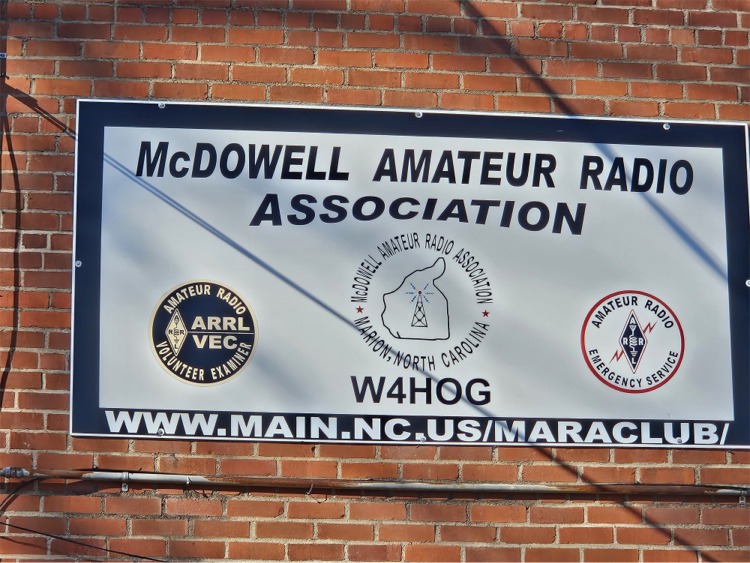 McDOWELL AMATEUR RADIO
ASSOCIATION
McDOWELL AMATEUR RADIO ASSOCIATION
MARION, NORTH CAROLINA
AMATEUR RADIO
ARRL
VEC
VOLUNTEER EXAMINER
A
R R
L
AMATEUR RADIO
A
R R
L
EMERGENCY SERVICE
W4HOG
WWW.MAIN.NC.US/MARACLUB/